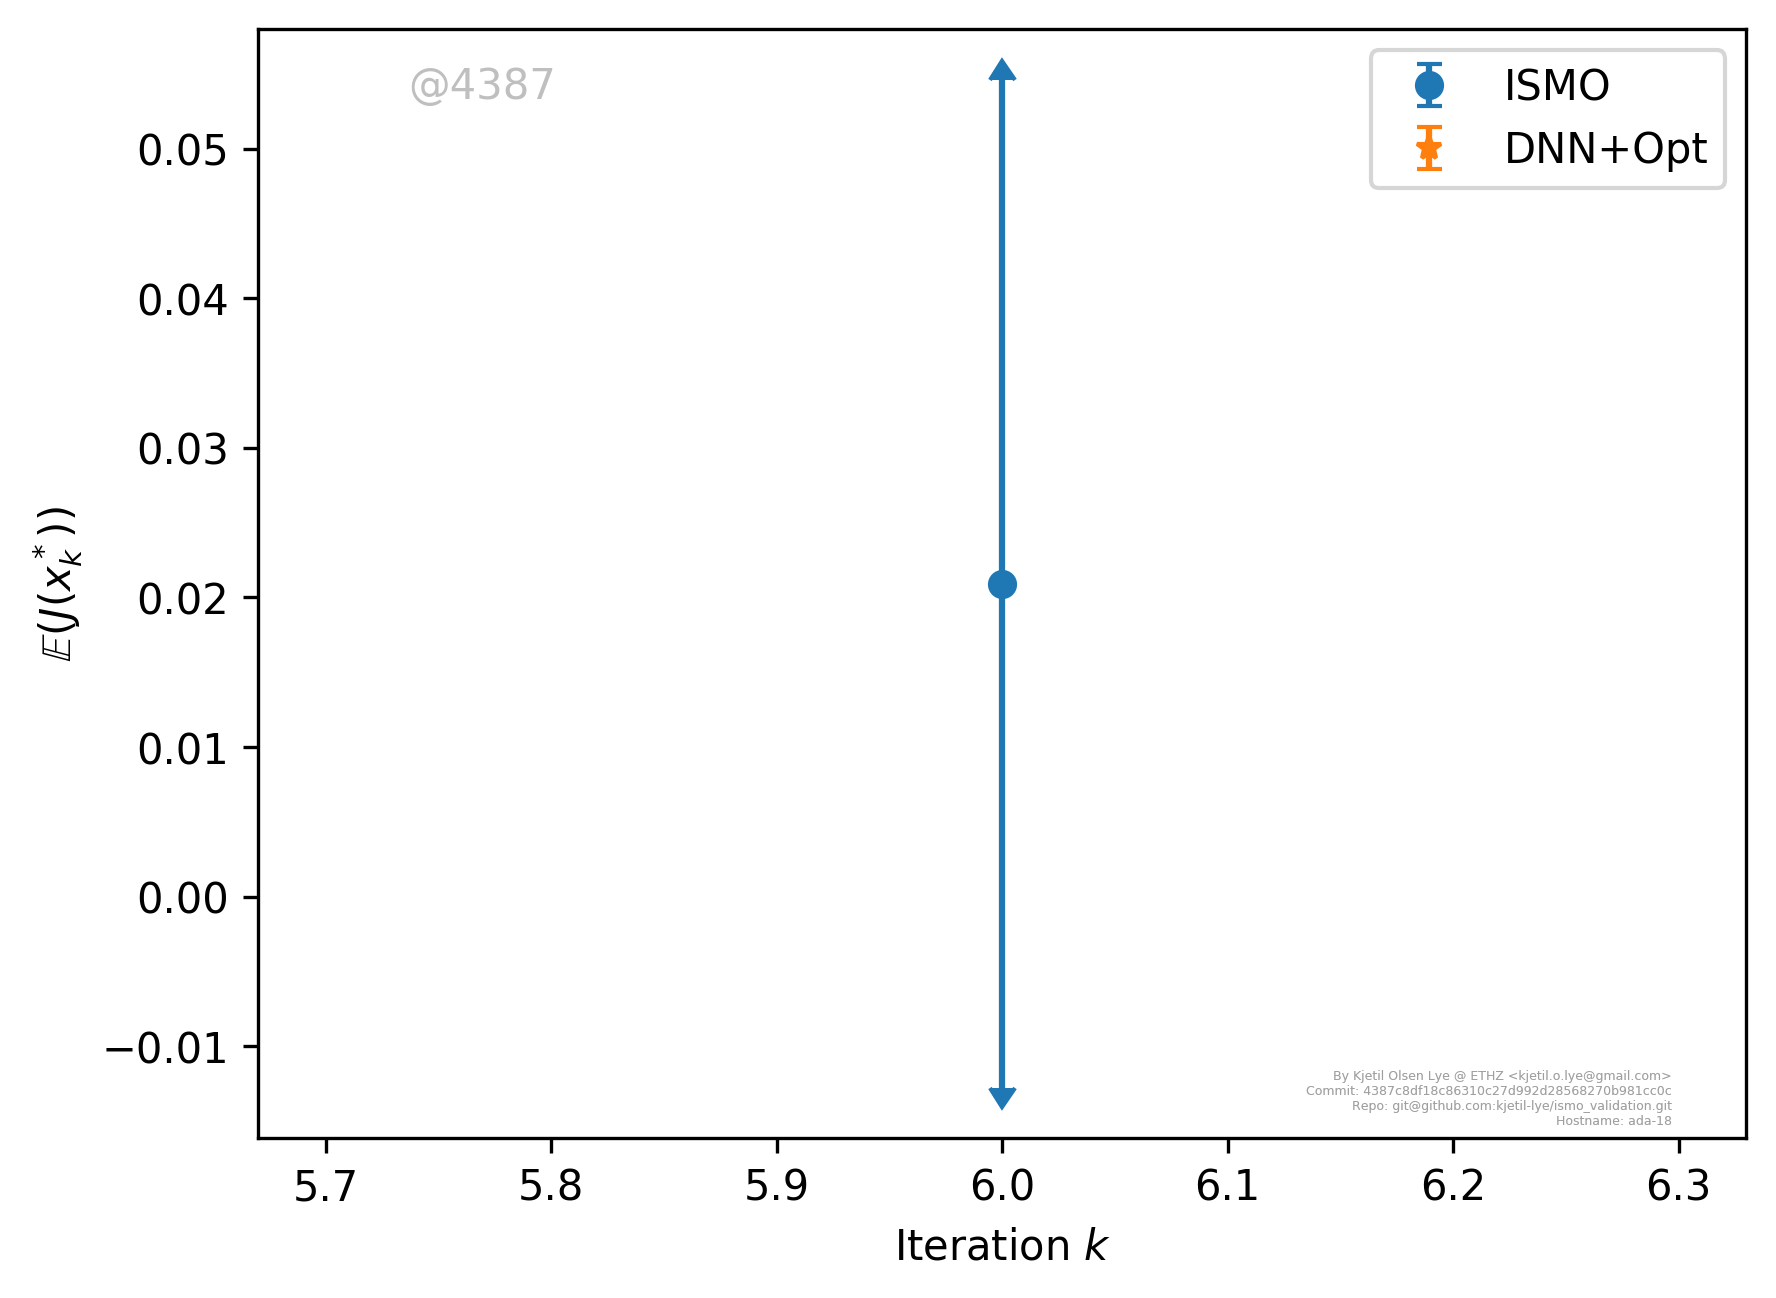 @4387
ISMO
DNN+Opt
0.05
0.04
0.03
0.02
0.01
0.00
−0.01
𝔼(J(x*k))
By Kjetil Olsen Lye @ ETHZ <kjetil.o.lye@gmail.com>
Commit: 4387c8df18c86310c27d992d28568270b981cc0c
Repo: git@github.com:kjetil-lye/ismo_validation.git
Hostname: ada-18
5.7 5.8 5.9 6.0 6.1 6.2 6.3
Iteration k